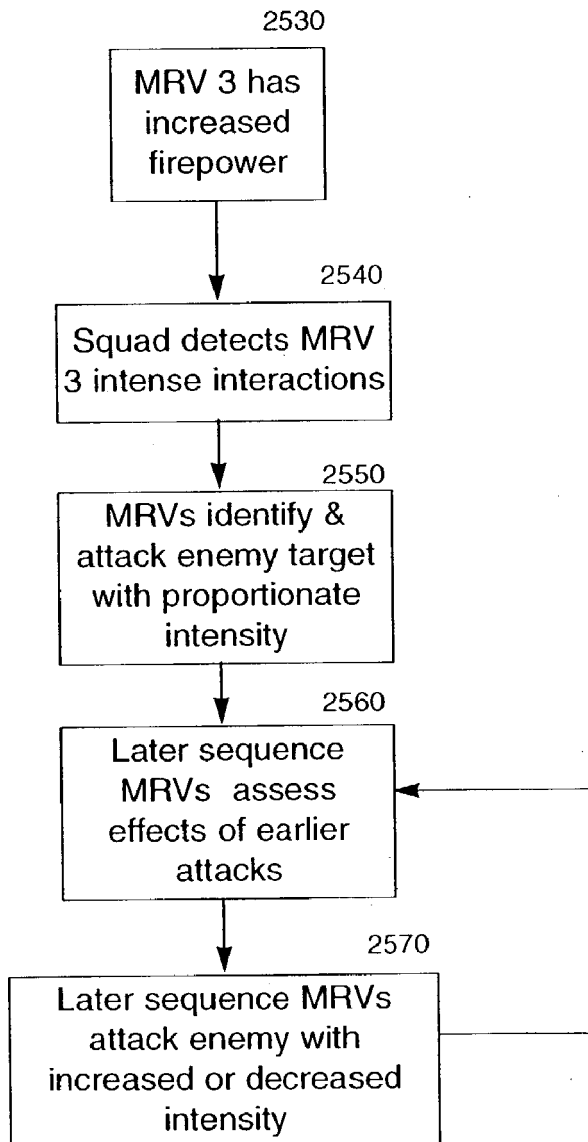 2530
MRV 3 has
increased
firepower
2540
Squad detects MRV
3 intense interactions
2550
MRVs identify &
attack enemy target
with proportionate
intensity
2560
Later sequence
MRVs assess
effects of earlier
attacks
2570
Later sequence MRVs
attack enemy with
increased or decreased
intensity